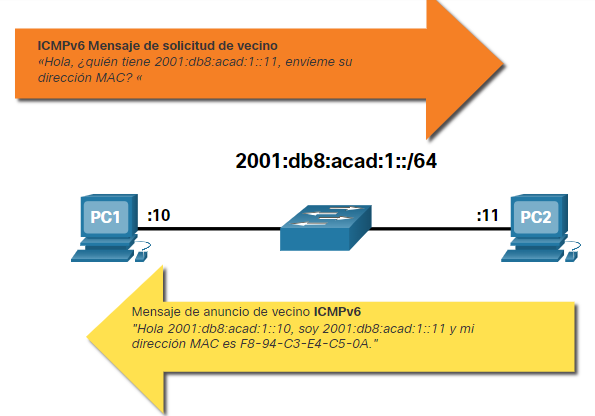 ICMPv6 Mensaje de solicitud de vecino
«Hola, ¿quién tiene 2001:db8:acad:1::11, envieme su
dirección MAC? «
2001:db8:acad:1::/64
PC1
:10
:11
PC2
Mensaje de anuncio de vecino ICMPv6
"Hola 2001:db8:acad:1::10, soy 2001:db8:acad:1::11 y mi
dirección MAC es F8-94-C3-E4-C5-0A."